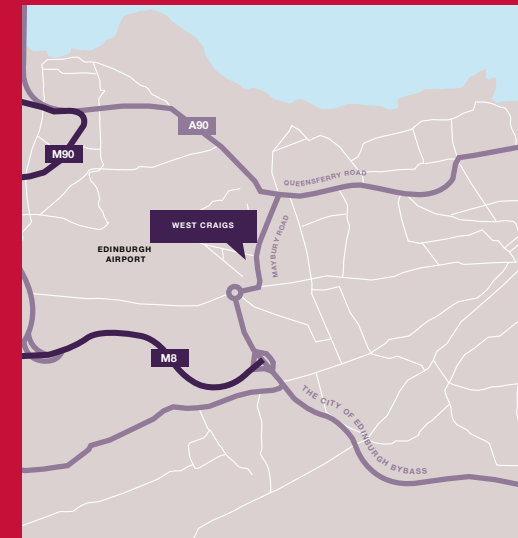 A90
M90
QUEENSFERRY ROAD
WEST CRAIGS
MAYBURY ROAD
EDINBURGH
AIRPORT
M8
THE CITY OF EDINBURGH BYBASS